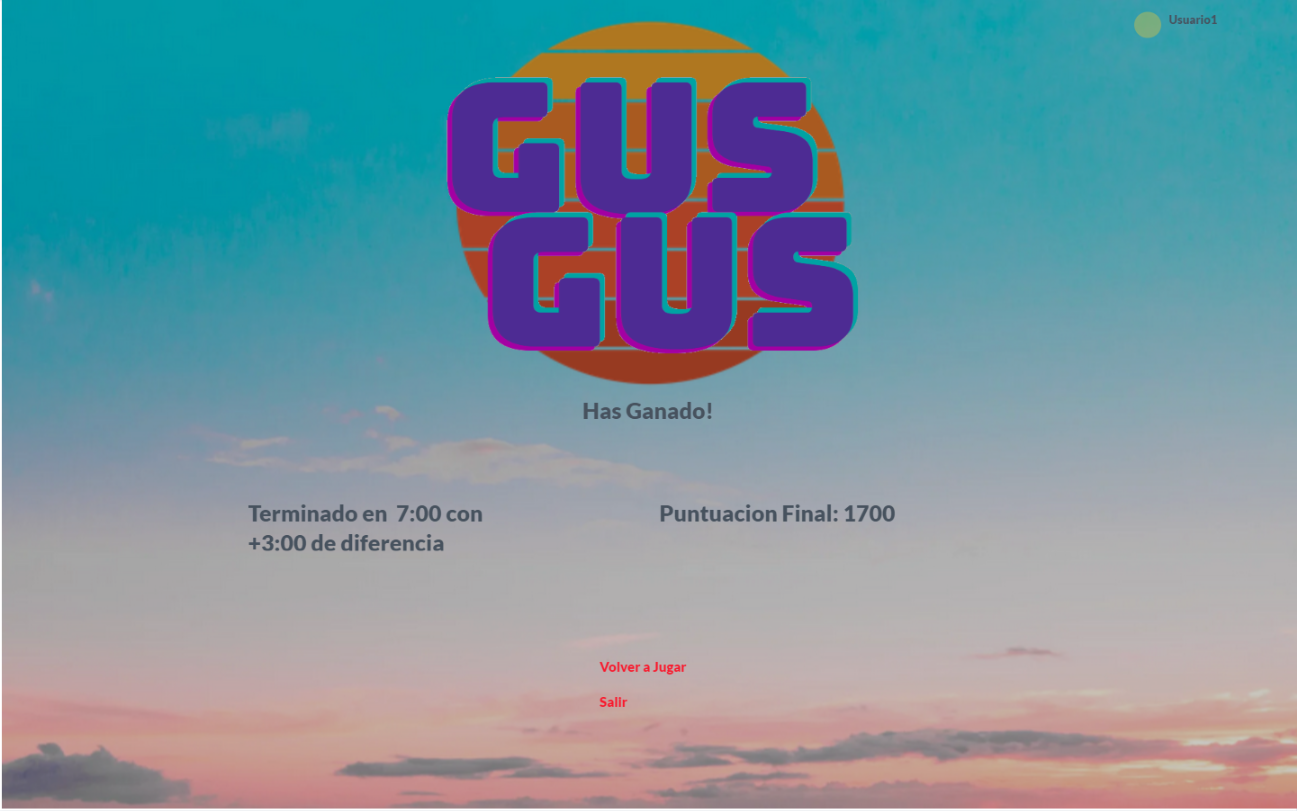 Usuario1
GUS
GUS
Has Ganado!
Terminado en 7:00 con
+3:00 de diferencia
Puntuacion Final: 1700
Volver a Jugar
Salir